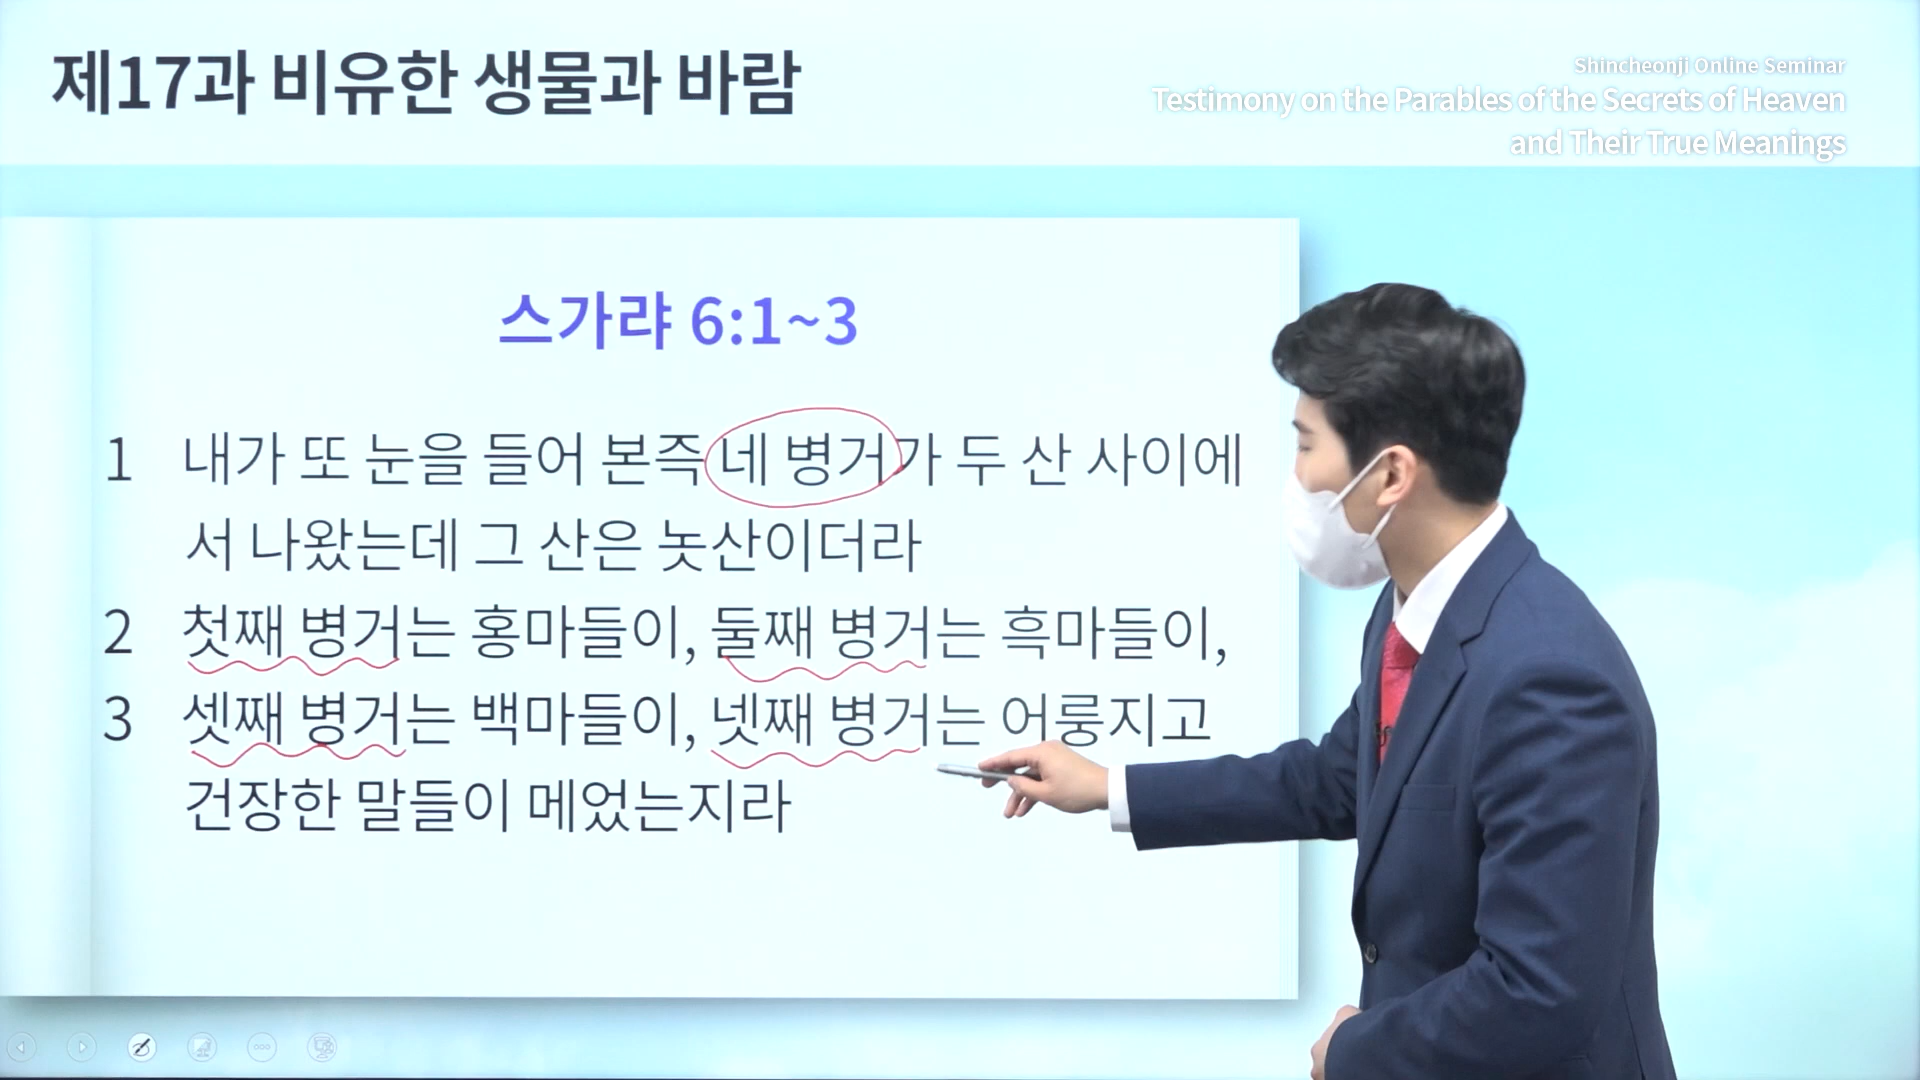 제17과 비유한 생물과 바람
Shincheonji Online Seminar
Testimony on the Parables of the Secrets of Heaven
and Their True Meanings
스가랴 6:1~3
1 내가 또 눈을 들어 본즉 네 병거가 두 산 사이에
서 나왔는데 그 산은 놋산이더라
2 첫째 병거는 홍마들이, 둘째 병거는 흑마들이,
3 셋째 병거는 백마들이, 넷째 병거는 어룽지고
건장한 말들이 메었는지라